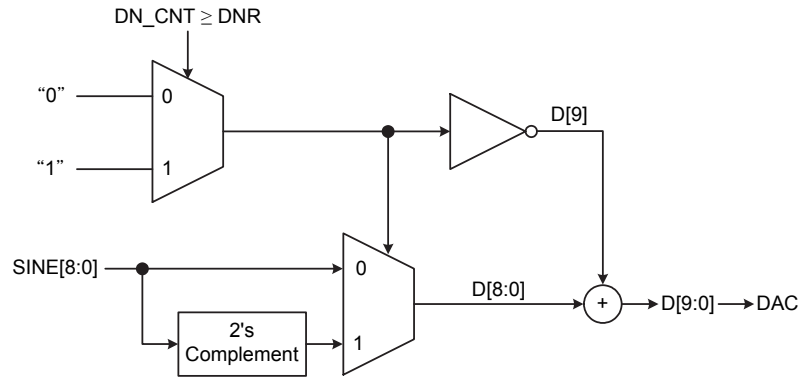 DN_CNT ≥ DNR
“0”
0
“1”
1
D[9]
SINE[8:0]
0
D[8:0]
+
D[9:0]
DAC
2's
Complement
1